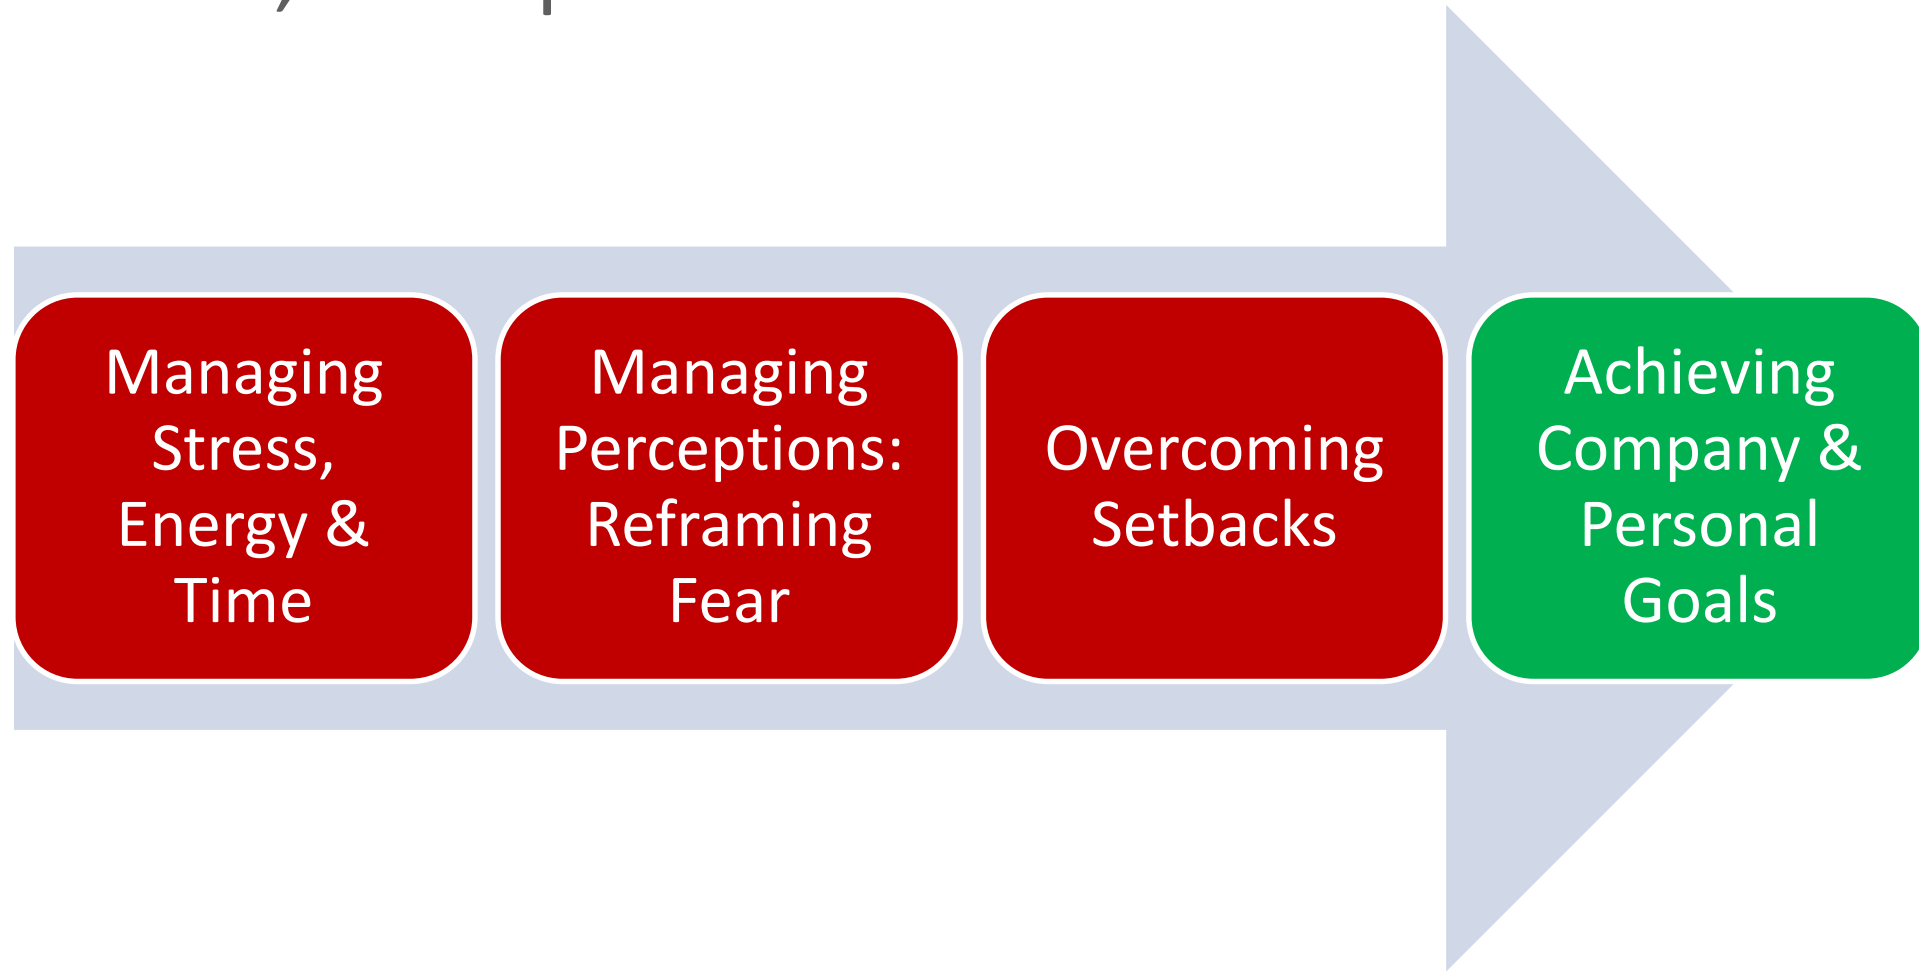 Managing
Stress,
Energy &
Time
Managing
Perceptions:
Reframing
Fear
Overcoming
Setbacks
Achieving
Company &
Personal
Goals